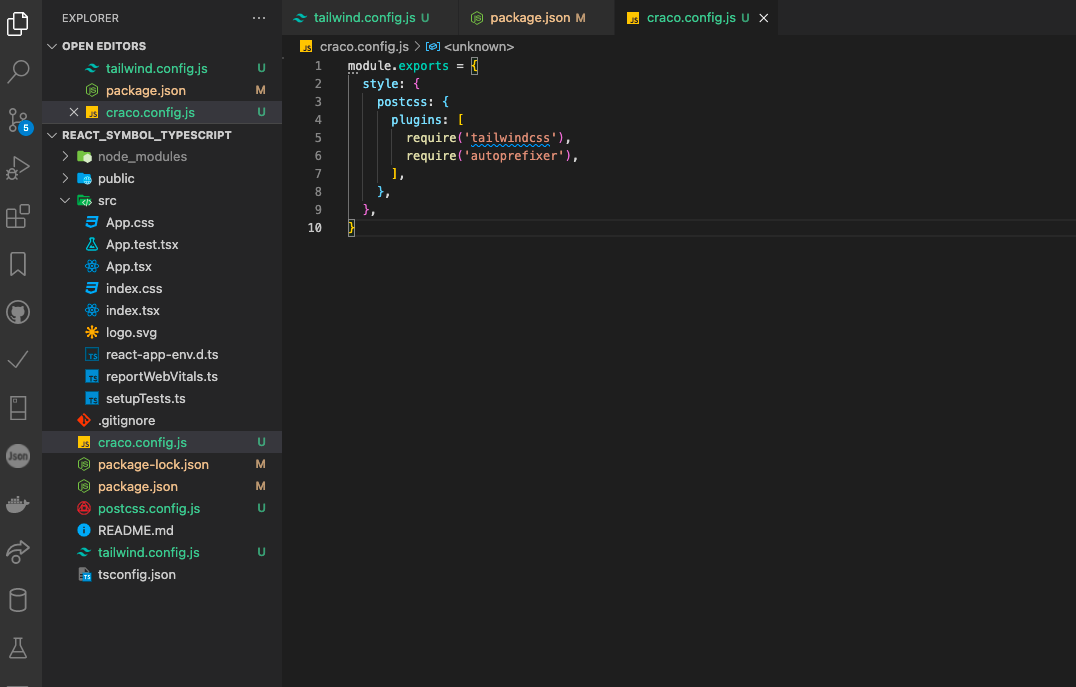 EXPLORER
OPEN EDITORS
tailwind.config.js U
package.json M
craco.config.js U
REACT_SYMBOL_TYPESCRIPT
node_modules
public
src
App.css
App.test.tsx
App.tsx
index.css
index.tsx
logo.svg
react-app-env.d.ts
reportWebVitals.ts
setupTests.ts
.gitignore
craco.config.js U
package-lock.json M
package.json M
postcss.config.js U
README.md
tailwind.config.js U
tsconfig.json
5
Json
tailwind.config.js U
package.json M
craco.config.js U
craco.config.js > <unknown>
1 module.exports = {
2 style: {
3 postcss: {
4 plugins: [
5 require('tailwindcss'),
6 require('autoprefixer'),
7 ],
8 },
9 },
10 }